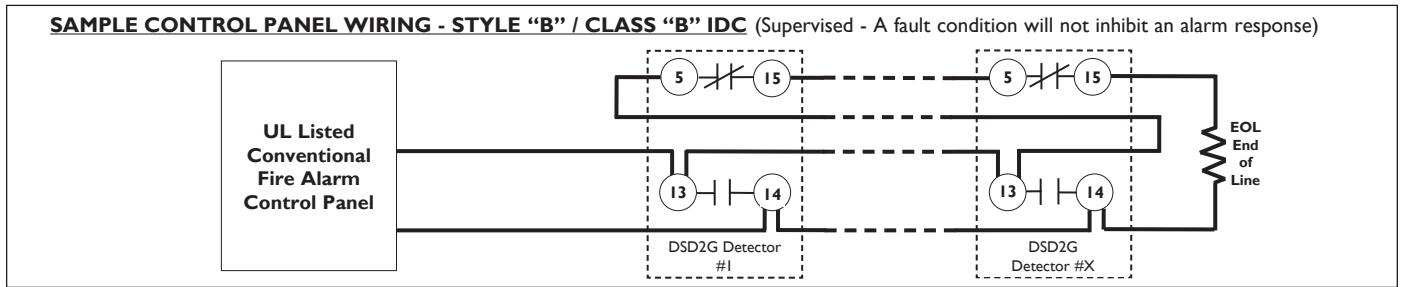 SAMPLE CONTROL PANEL WIRING - STYLE “B” / CLASS “B” IDC (Supervised - A fault condition will not inhibit an alarm response)
UL Listed
Conventional
Fire Alarm
Control Panel
5
15
13
14
DSD2G Detector
#1
5
15
13
14
DSD2G
Detector #X
EOL
End
of
Line